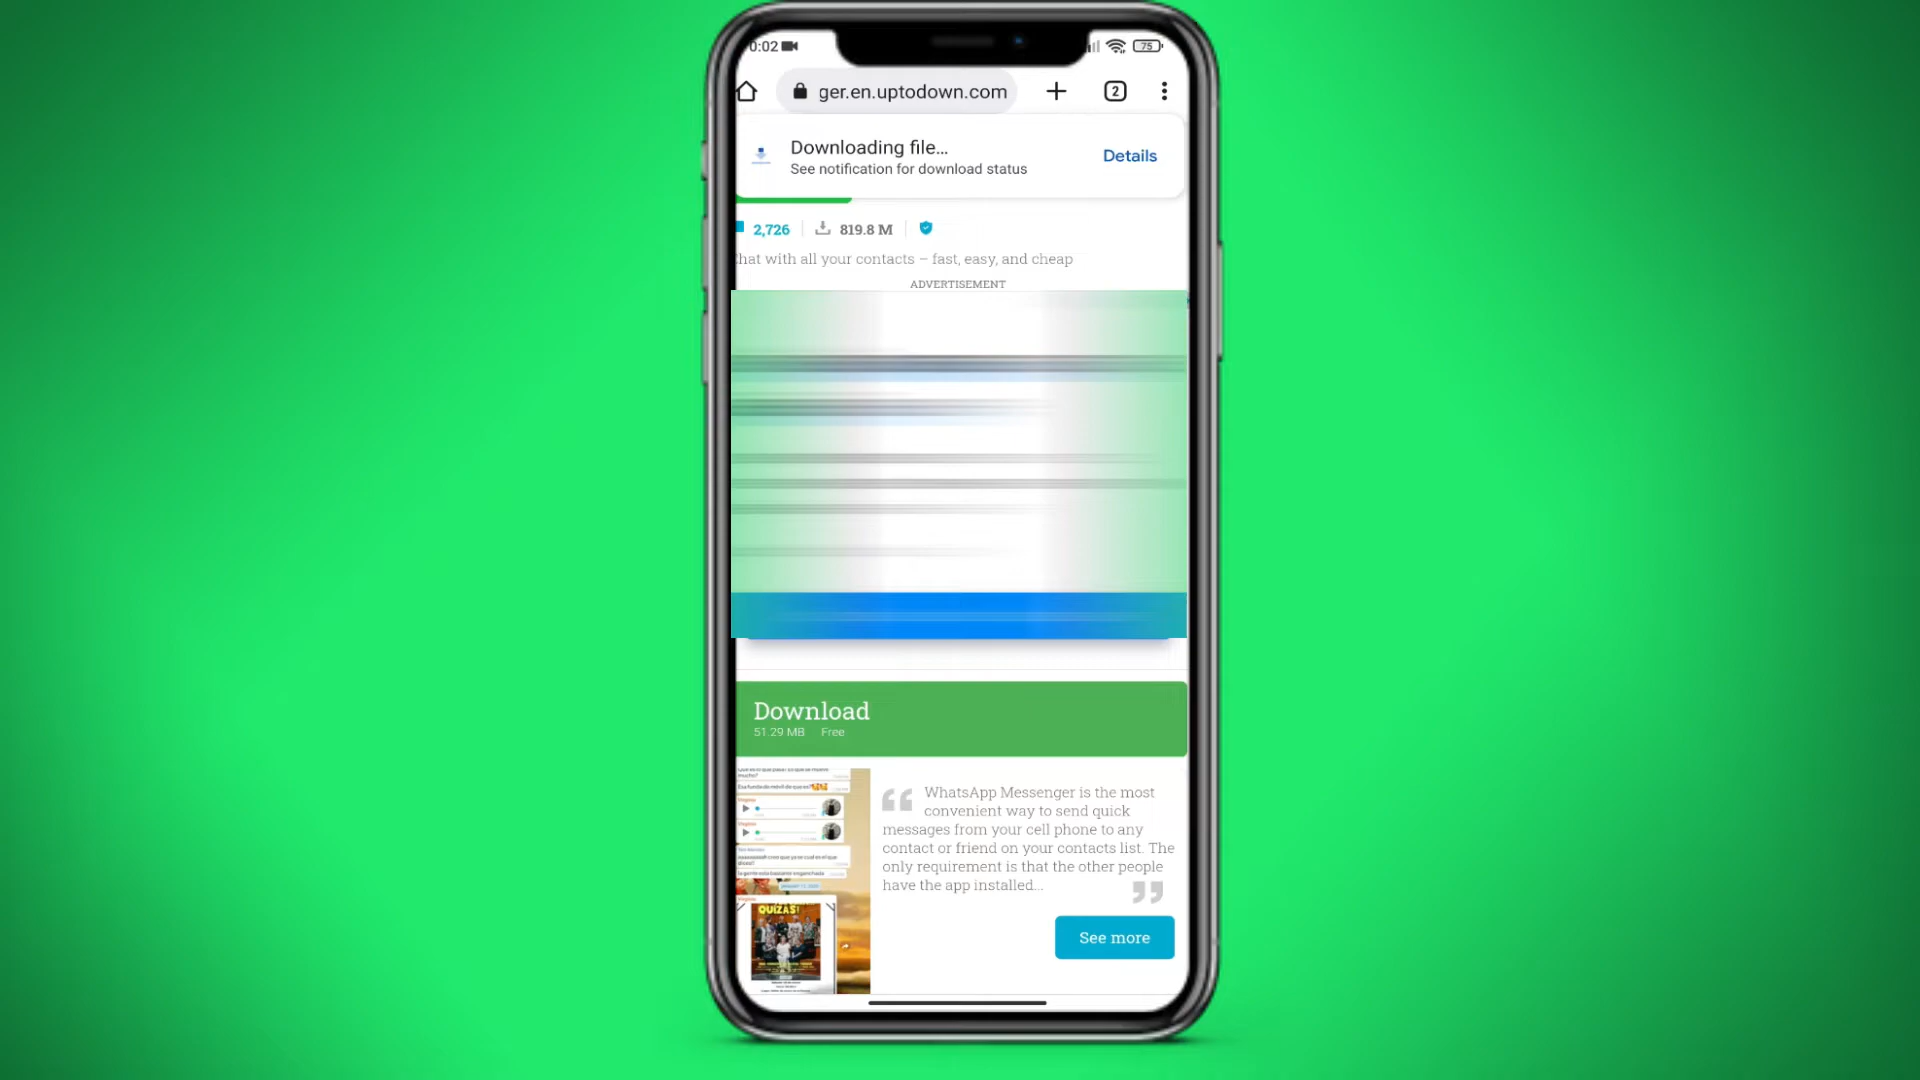 0:02
75
ger.en.uptodown.com
2
Downloading file...
See notification for download status
Details
2,726
819.8 M
hat with all your contacts – fast, easy, and cheap
ADVERTISEMENT
Download
51.29 MB Free
WhatsApp Messenger is the most
convenient way to send quick
messages from your cell phone to any
contact or friend on your contacts list. The
only requirement is that the other people
have the app installed...
QUIZAS
See more